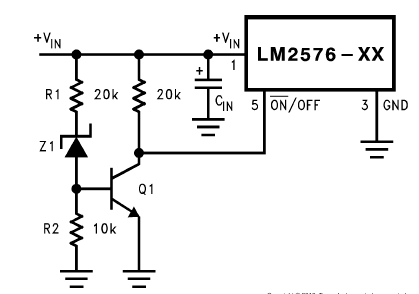 +VIN
+VIN
1
LM2576-XX
R1 20k
20k
+
CIN
5 ON/OFF
3 GND
Z1
Q1
R2 10k